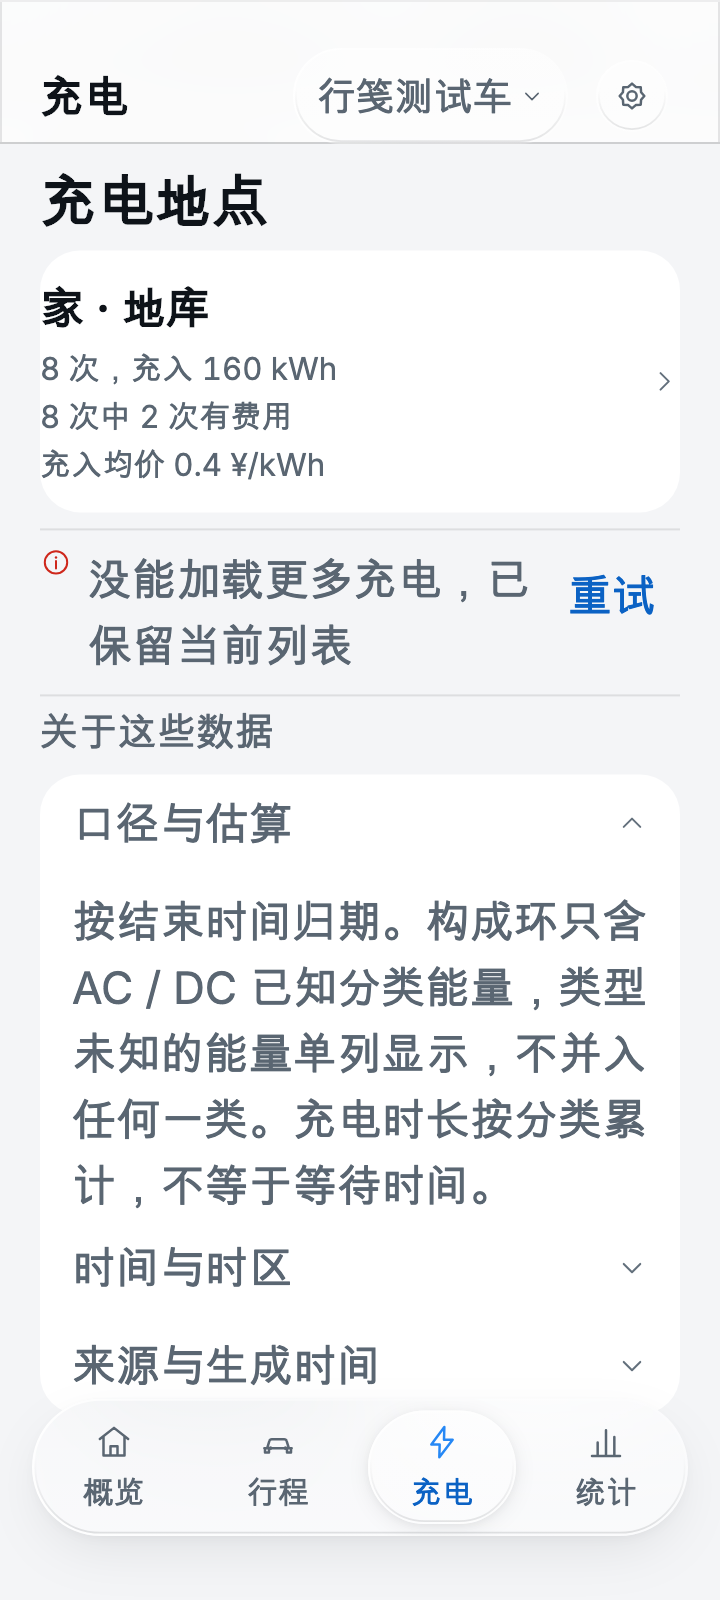 充电
行笺测试车
充电地点
家 · 地库
8 次，充入 160 kWh
8 次中 2 次有费用
充入均价 0.4 ¥/kWh
没能加载更多充电，已
保留当前列表
重试
关于这些数据
口径与估算
按结束时间归期。构成环只含
AC / DC 已知分类能量，类型
未知的能量单列显示，不并入
任何一类。充电时长按分类累
计，不等于等待时间。
时间与时区
来源与生成时间
概览
行程
充电
统计